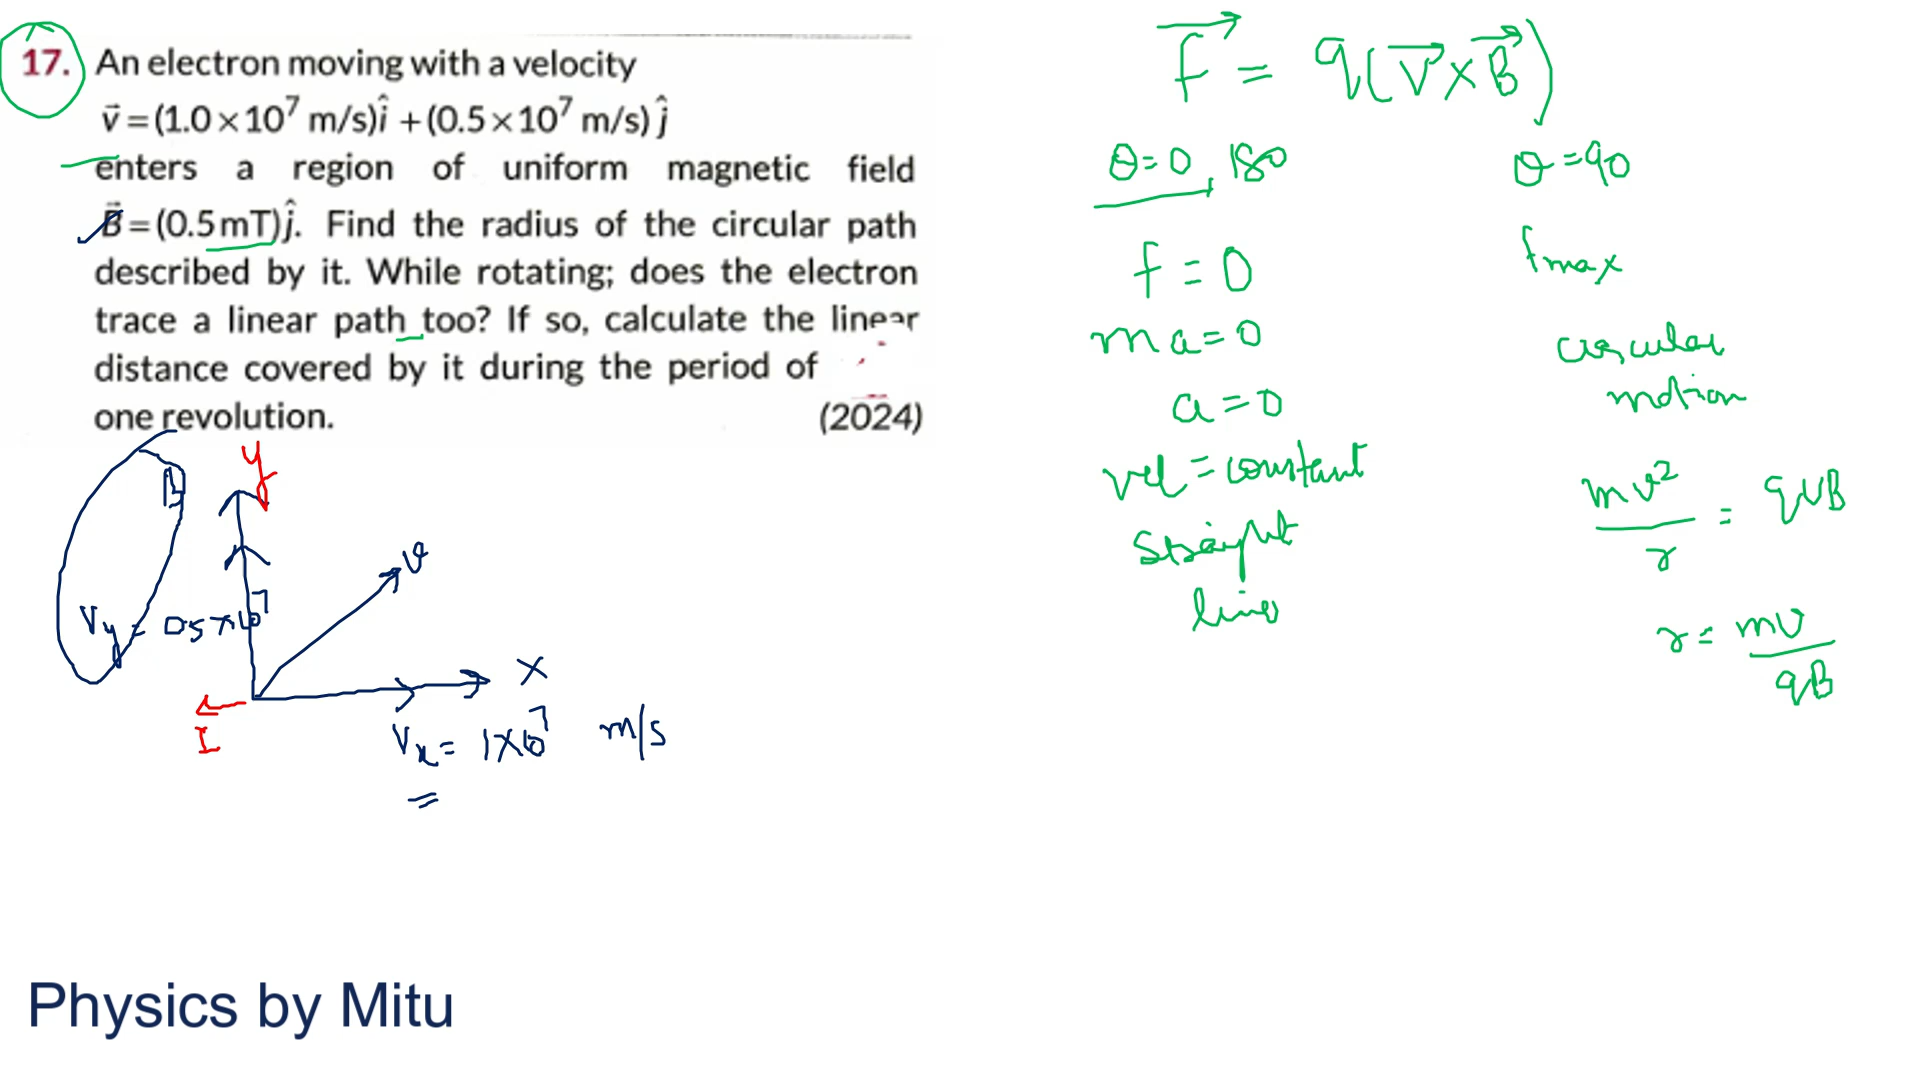 17. An electron moving with a velocity
v⃗ = (1.0 × 10⁷ m/s)î + (0.5 × 10⁷ m/s) ĵ
enters a region of uniform magnetic field
B⃗ = (0.5 mT)ĵ. Find the radius of the circular path
described by it. While rotating; does the electron
trace a linear path too? If so, calculate the linear
distance covered by it during the period of
one revolution. (2024)
y
B
v
Vy = 0.5 × 10⁷
X
I
Vx = 1×10⁷ m/s
F⃗ = q(V⃗×B⃗)
θ=0, 180
f = 0
ma=0
a=0
vel = constant
straight
line
θ=90
fmax
circular
motion
mv²/r = qvB
r = mv/qB
Physics by Mitu